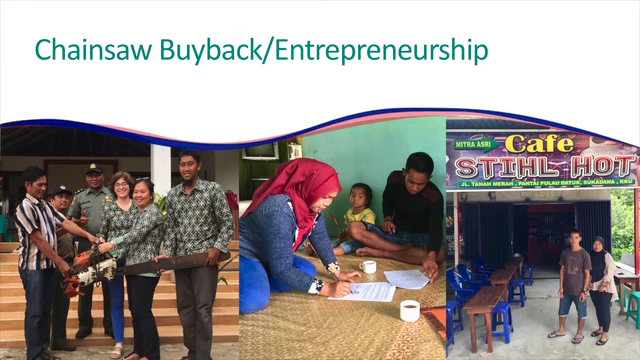 Chainsaw Buyback/Entrepreneurship
MITRA ASRI
Cafe
STIHL HOT
JL. TANAH MERAH . PANTAI PULAU DATUK, SUKADANA , KKU